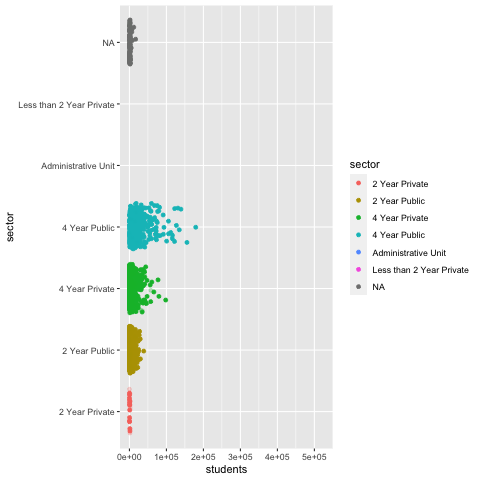 sector
NA
Less than 2 Year Private
Administrative Unit
4 Year Public
4 Year Private
2 Year Public
2 Year Private
0e+00 1e+05 2e+05 3e+05 4e+05 5e+05
students
sector
2 Year Private
2 Year Public
4 Year Private
4 Year Public
Administrative Unit
Less than 2 Year Private
NA